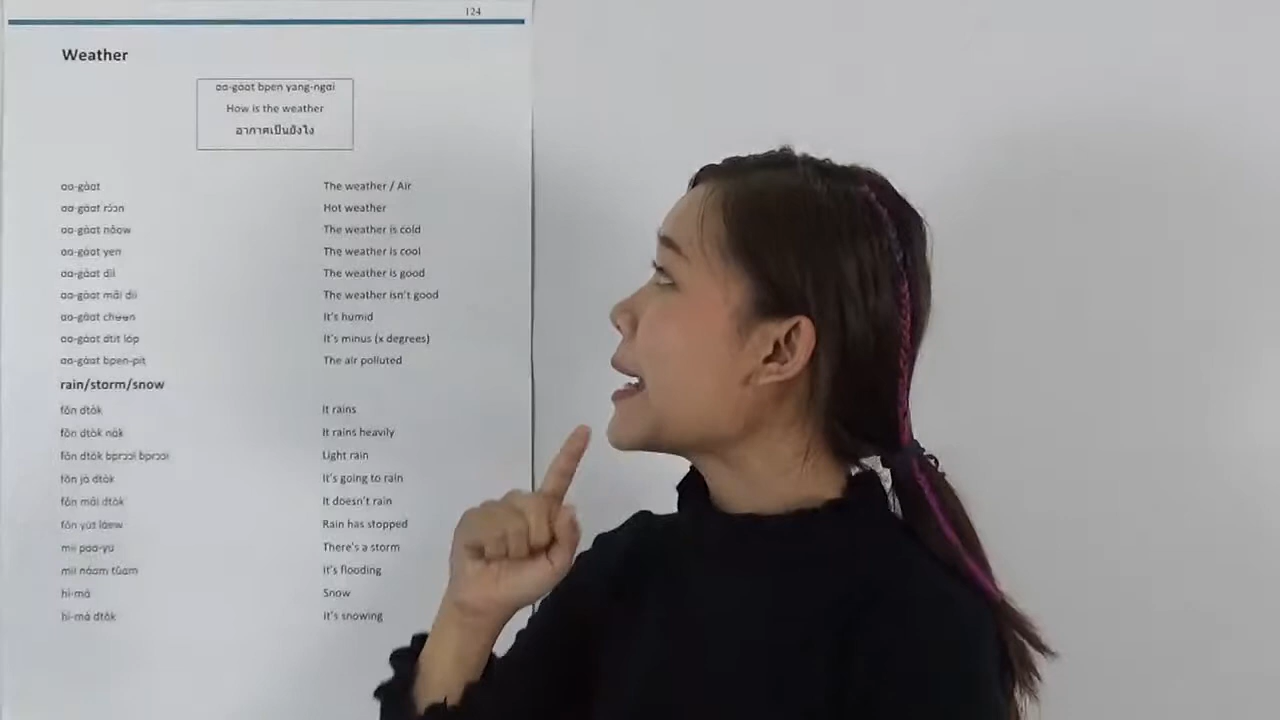 124
Weather
aa-gàat bpen yang-ngai
How is the weather
อากาศเป็นยังไง
aa-gàat The weather / Air
aa-gàat rɔ́ɔn Hot weather
aa-gàat nǎow The weather is cold
aa-gàat yen The weather is cool
aa-gàat dii The weather is good
aa-gàat mâi dii The weather isn't good
aa-gàat It's humid
aa-gàat dtìt lóp It's minus (x degrees)
aa-gàat bpen-pít The air polluted
rain/storm/snow
fǒn dtòk It rains
fǒn dtòk nàk It rains heavily
fǒn dtòk bprɔɔi bprɔɔi Light rain
fǒn jà dtòk It's going to rain
fǒn mâi dtòk It doesn't rain
fǒn yùt láew Rain has stopped
mii paa-yú There's a storm
mii náam tûam It's flooding
hì-má Snow
hì-má dtòk It's snowing